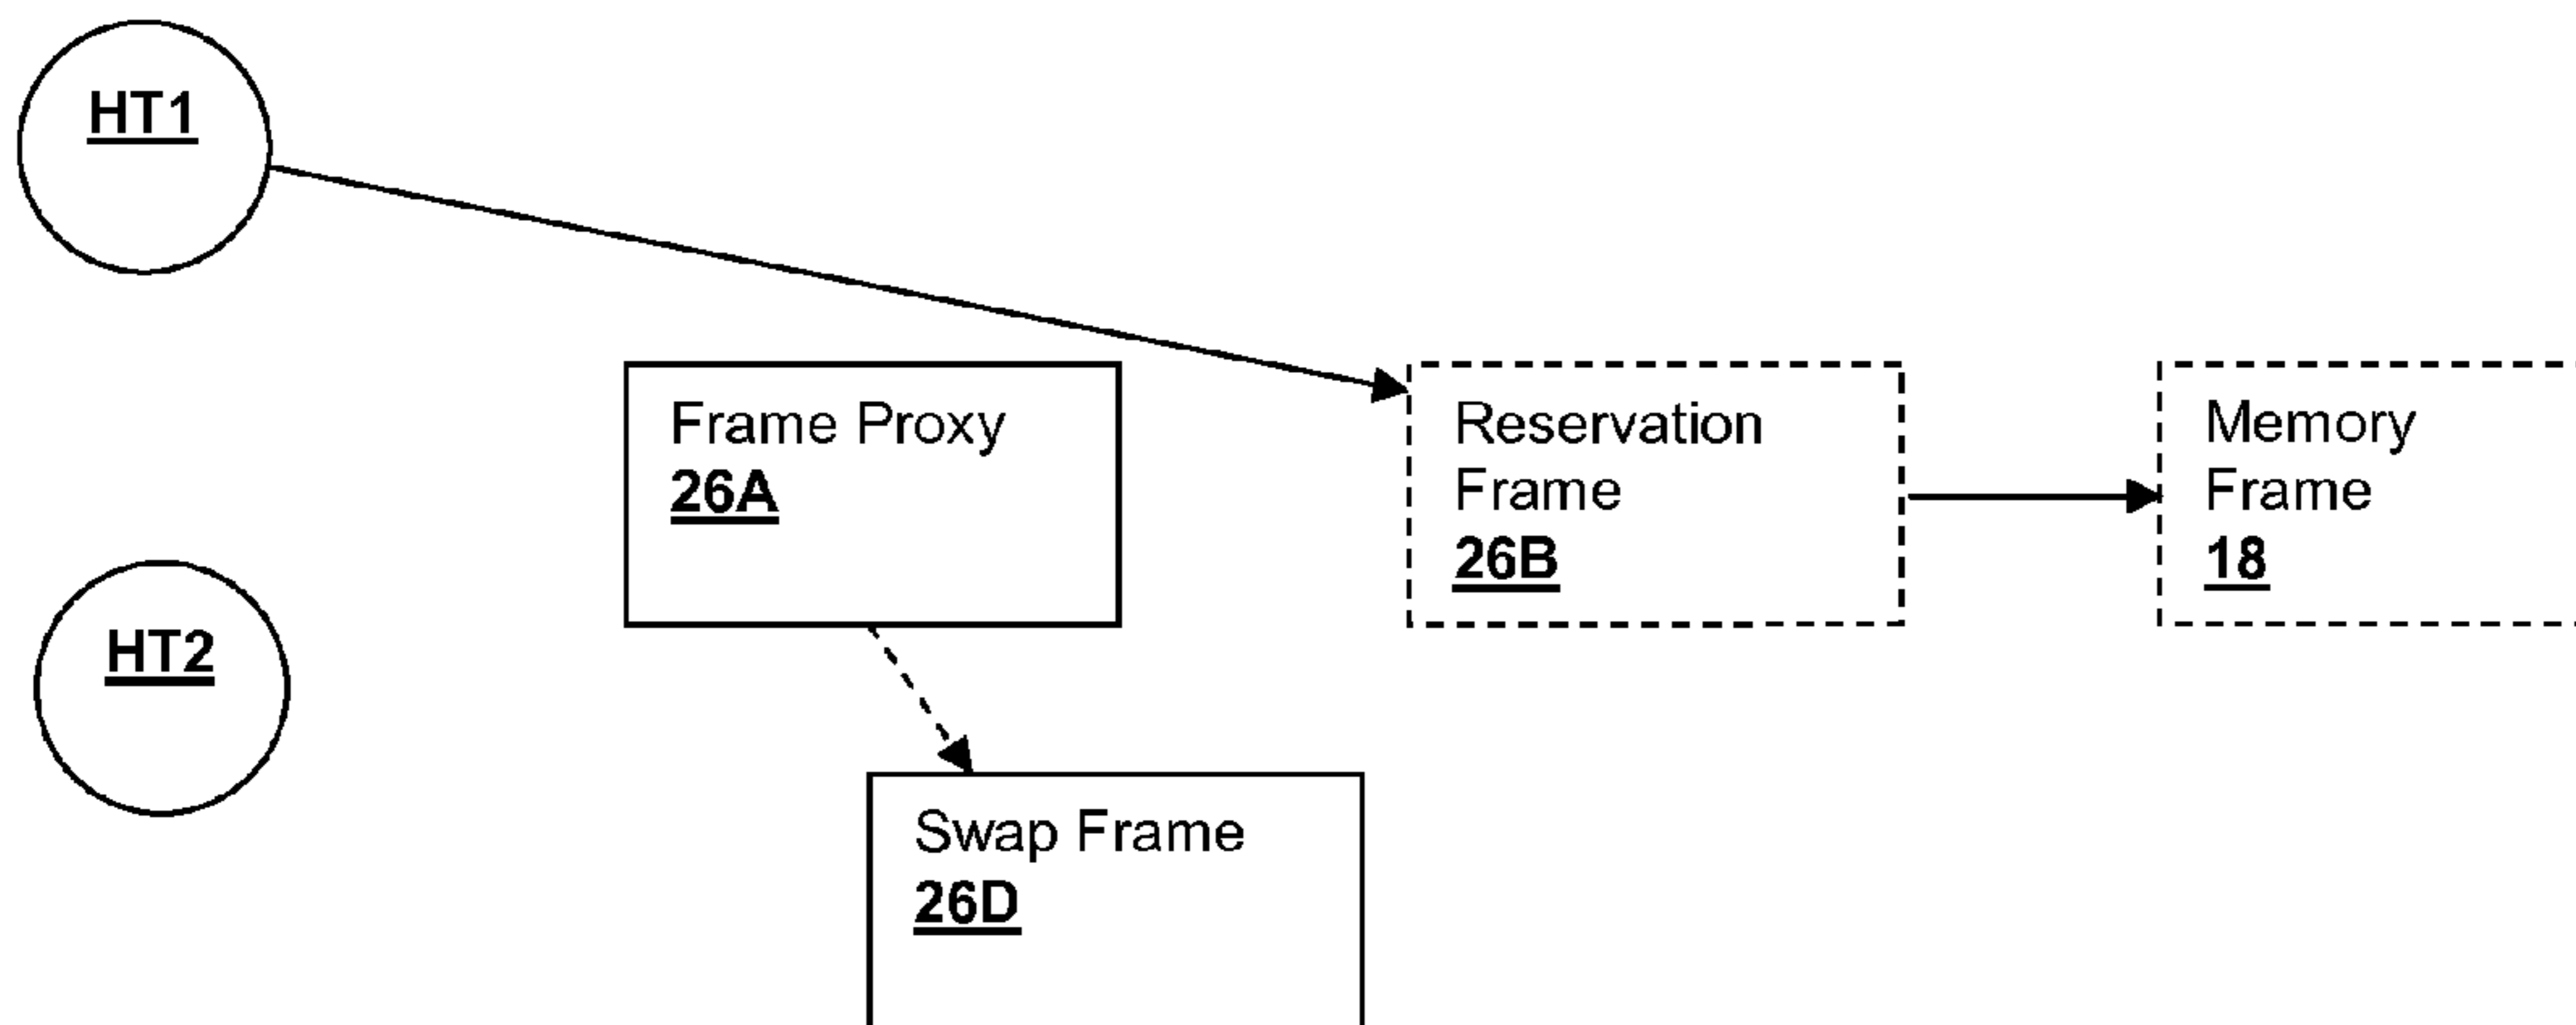 HT1
Frame Proxy
26A
Reservation
Frame
26B
Memory
Frame
18
HT2
Swap Frame
26D